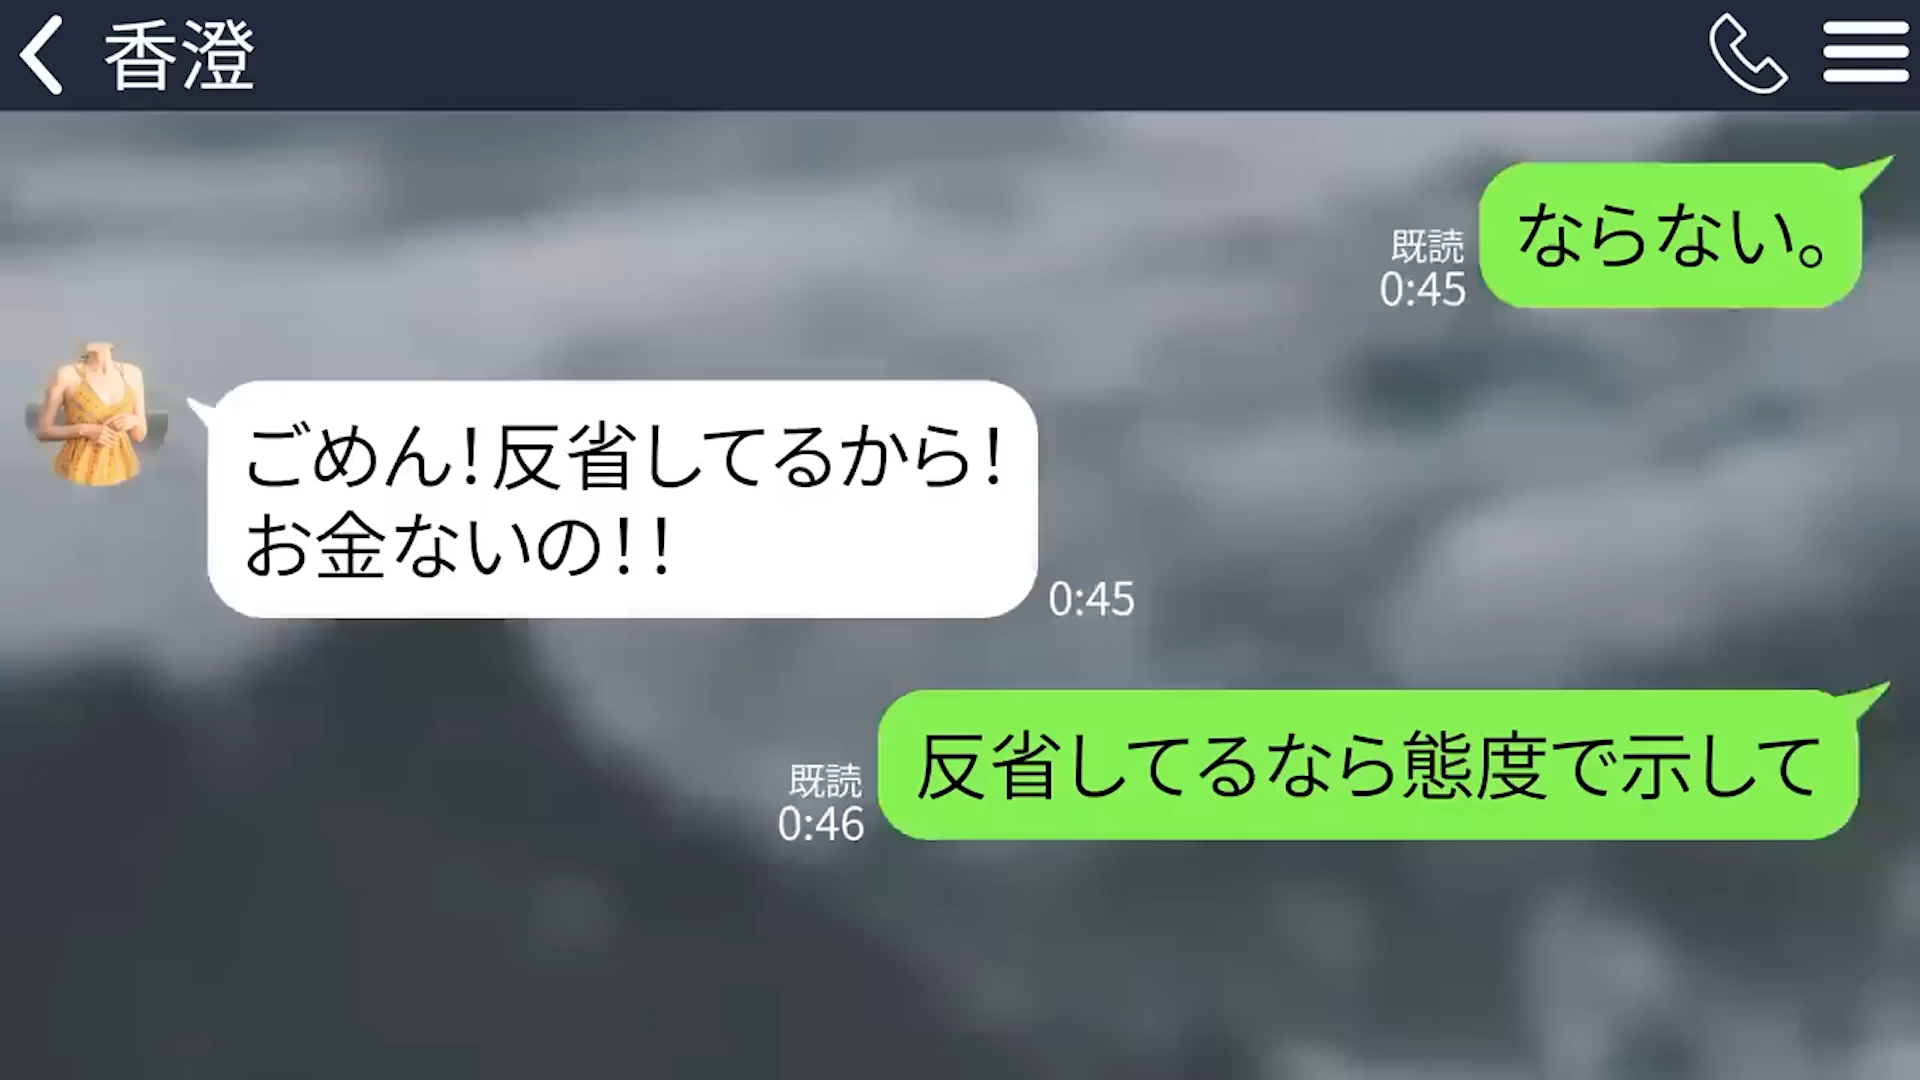 香澄
ならない。
既読
0:45
ごめん!反省してるから!
お金ないの!!
0:45
反省してるなら態度で示して
既読
0:46